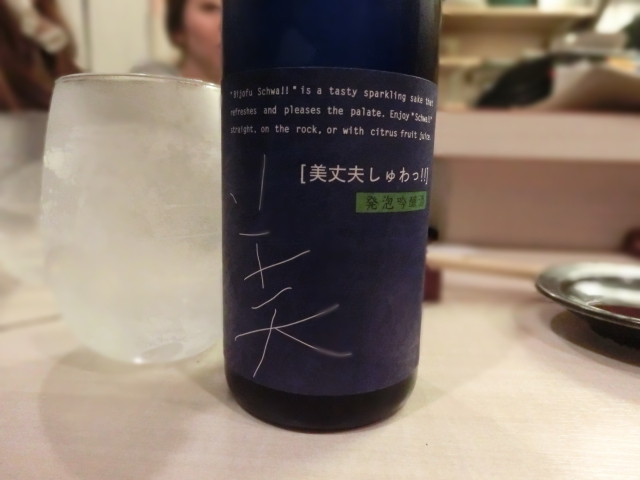 "Bijofu Schwa!!" is a tasty sparkling sake that
refreshes and pleases the palate. Enjoy "Schwa!!"
straight, on the rock, or with citrus fruit juice.
[美丈夫しゅわっ!!]
発泡吟醸酒
美